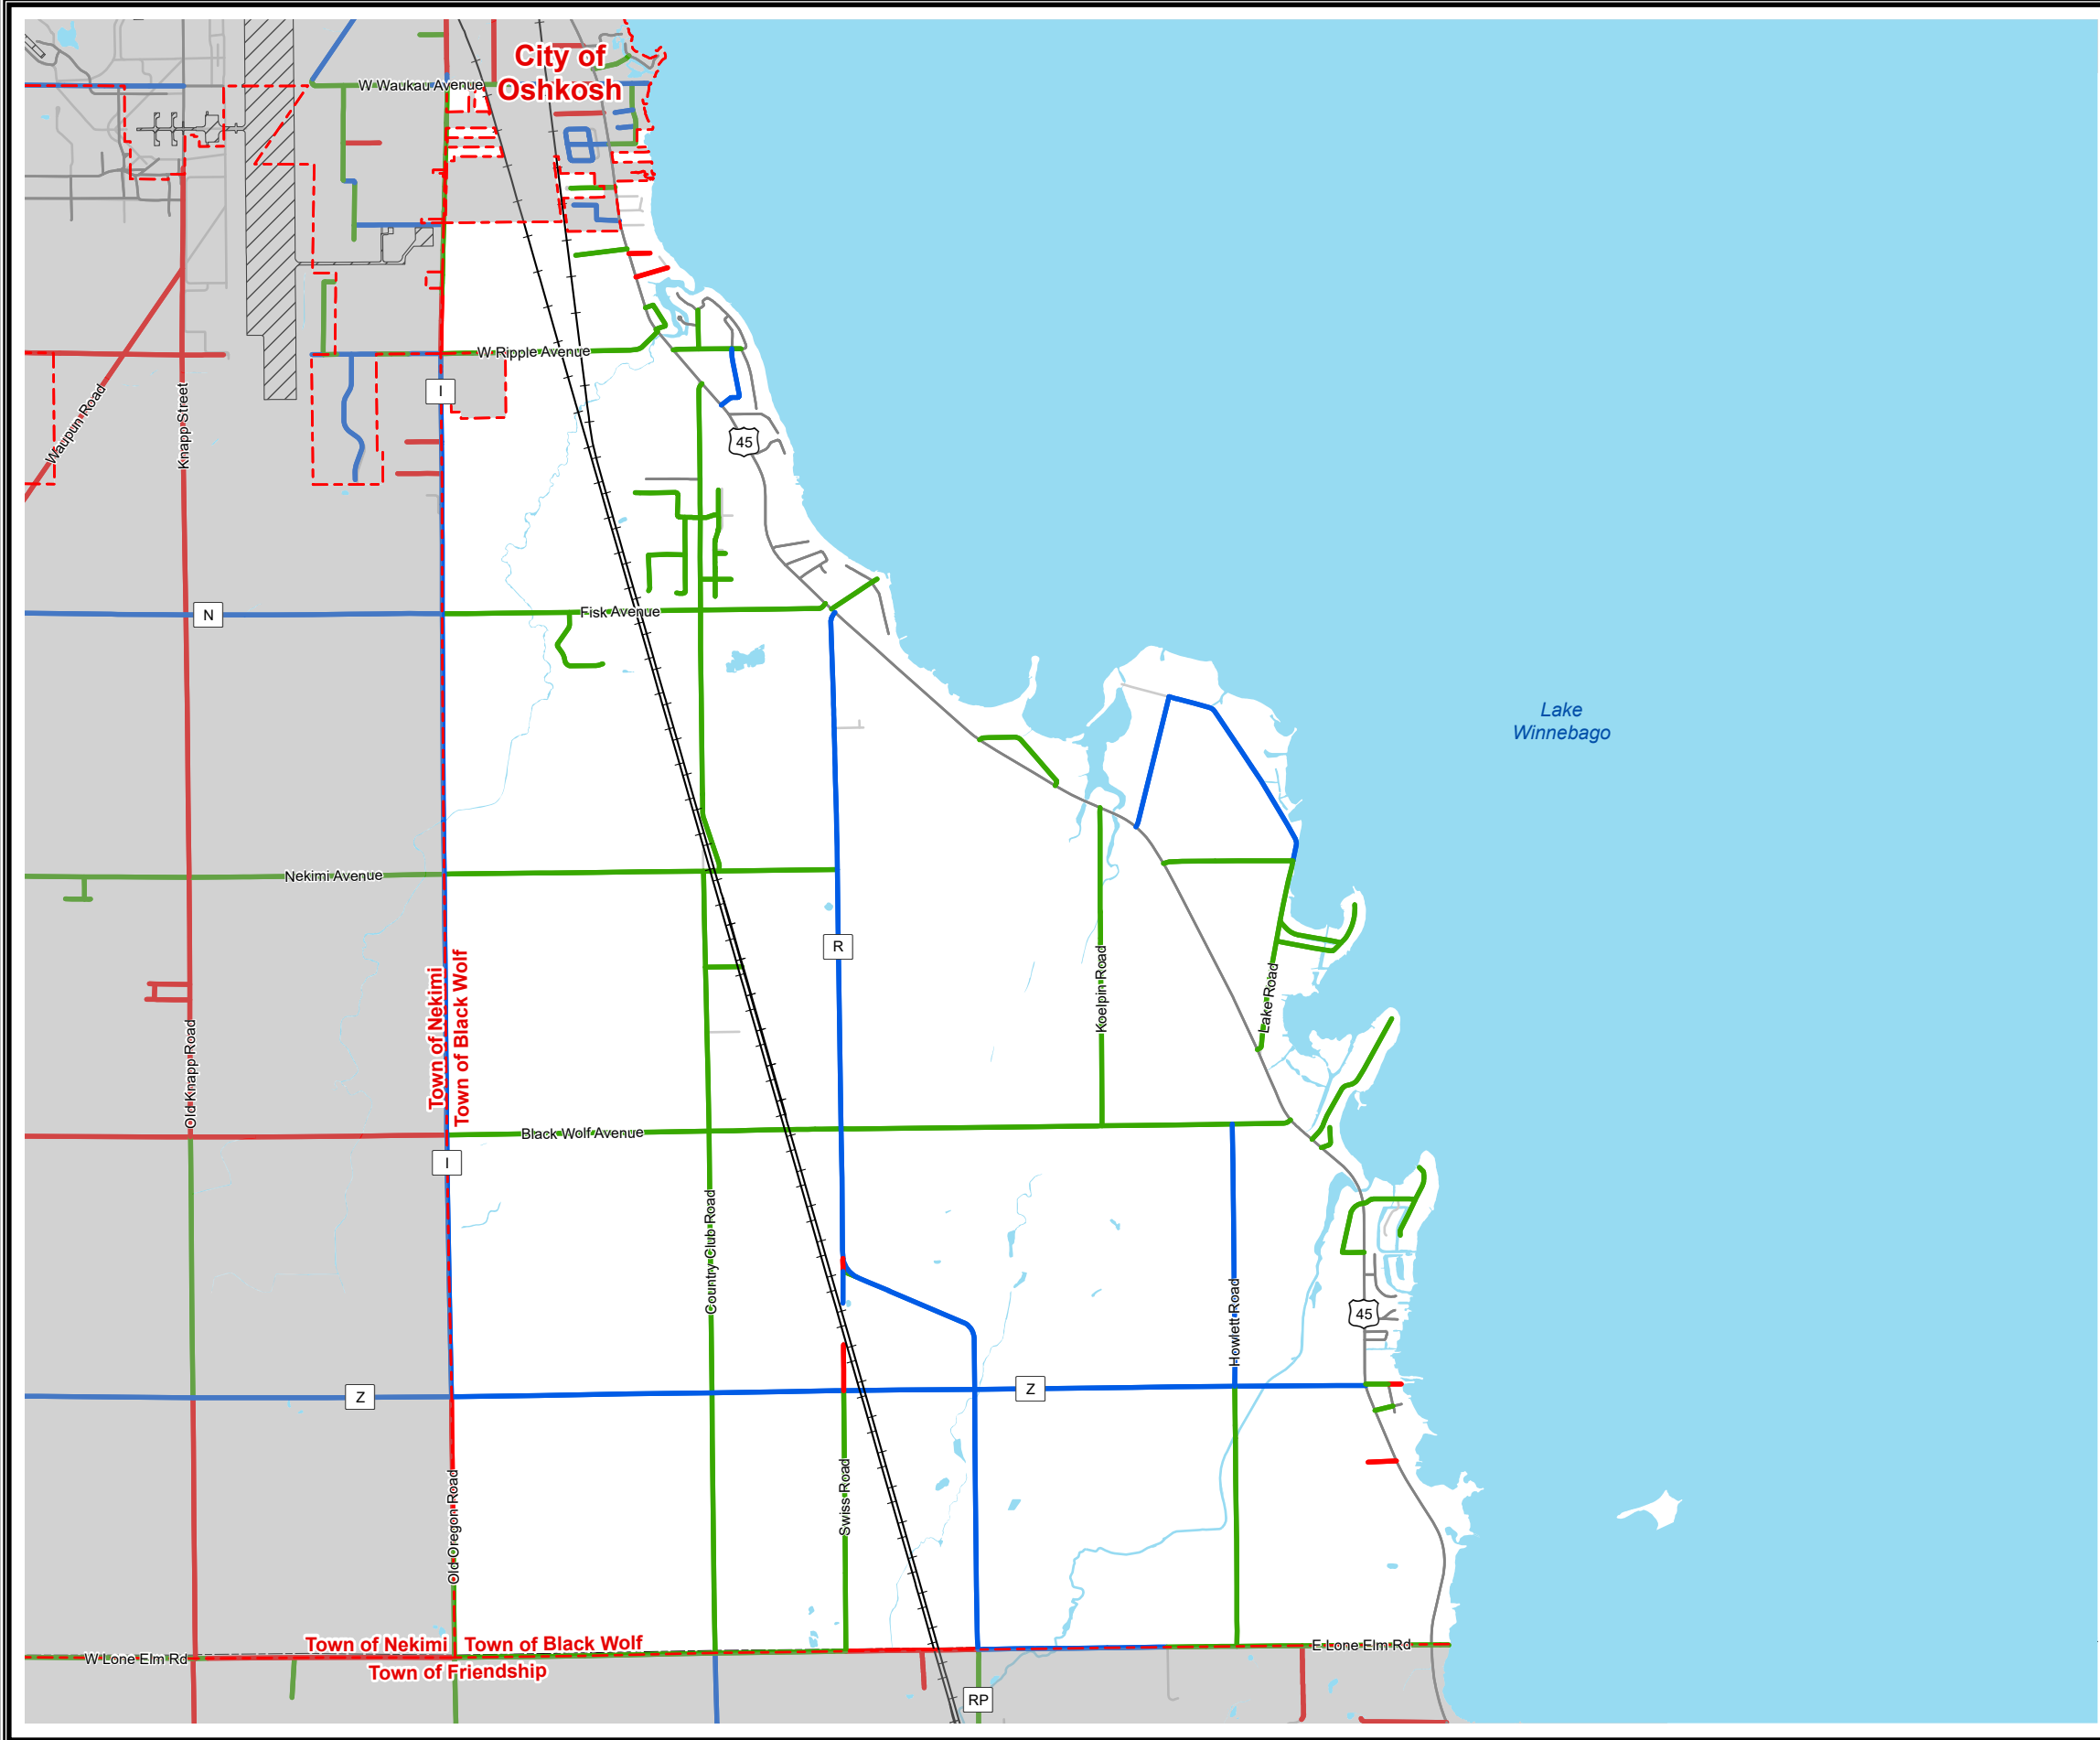 City of
Oshkosh
W Waukau Avenue
W Ripple Avenue
I
Waupun Road
Knapp Street
45
N
Fisk Avenue
Lake
Winnebago
Nekimi Avenue
R
Town of Nekimi
Town of Black Wolf
Koelpin Road
Lake Road
Old Knapp Road
Black Wolf Avenue
I
Country Club Road
Howlett Road
45
Z
Z
Old Oregon Road
Swiss Road
Town of Nekimi
Town of Black Wolf
W Lone Elm Rd
E Lone Elm Rd
Town of Friendship
RP